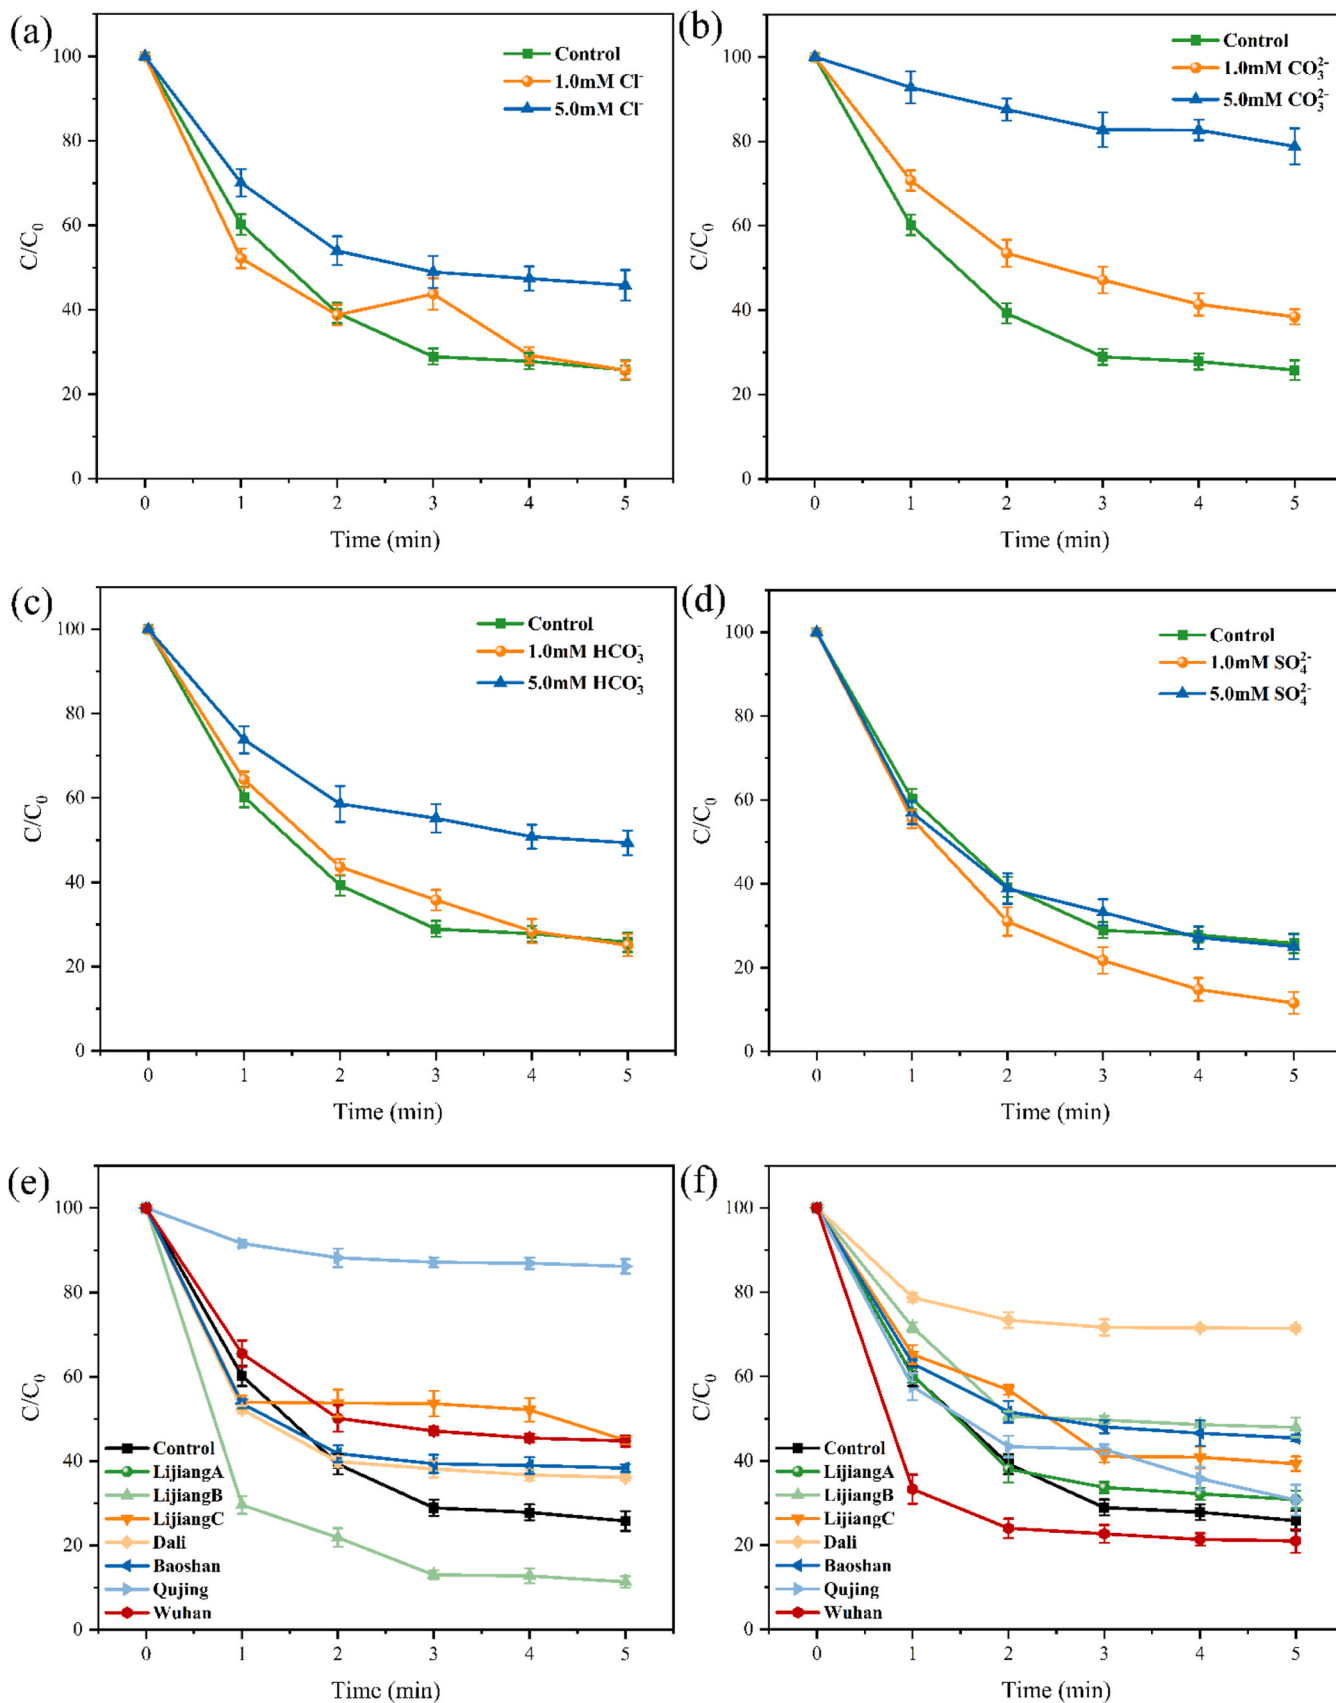 (a)
Control
1.0mM Cl⁻
5.0mM Cl⁻
100
80
60
40
20
0
C/C₀
0 1 2 3 4 5
Time (min)
(b)
Control
1.0mM CO₃²⁻
5.0mM CO₃²⁻
100
80
60
40
20
0
C/C₀
0 1 2 3 4 5
Time (min)
(c)
Control
1.0mM HCO₃⁻
5.0mM HCO₃⁻
100
80
60
40
20
0
C/C₀
0 1 2 3 4 5
Time (min)
(d)
Control
1.0mM SO₄²⁻
5.0mM SO₄²⁻
100
80
60
40
20
0
C/C₀
0 1 2 3 4 5
Time (min)
(e)
100
80
60
40
20
0
C/C₀
Control
LijiangA
LijiangB
LijiangC
Dali
Baoshan
Qujing
Wuhan
0 1 2 3 4 5
Time (min)
(f)
100
80
60
40
20
0
C/C₀
Control
LijiangA
LijiangB
LijiangC
Dali
Baoshan
Qujing
Wuhan
0 1 2 3 4 5
Time (min)